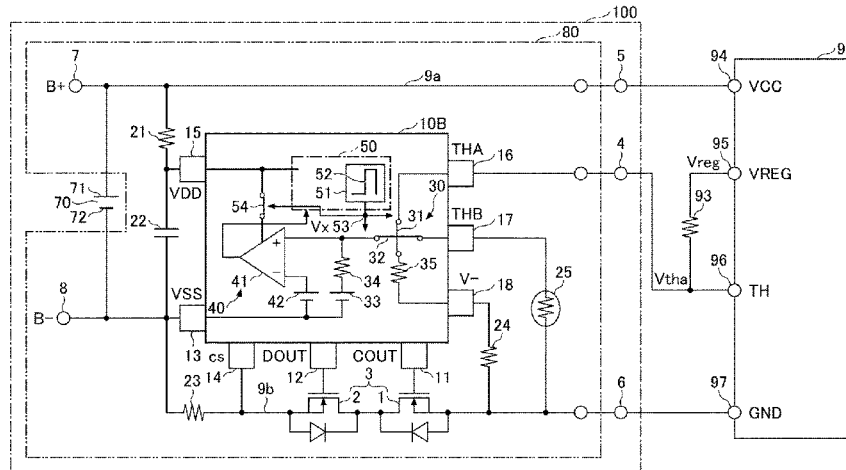 100
80
7
B+
9a
5
94
9
VCC
21
15
10B
50
THA
16
4
95
Vreg
VREG
52
51
30
THB
17
93
71
70
72
VDD
54
Vx
53
31
32
35
22
41
34
V-
18
25
Vtha
96
TH
8
B-
VSS
40
42
33
24
13
cs
14
DOUT
12
COUT
11
23
9b
3
2
1
6
97
GND